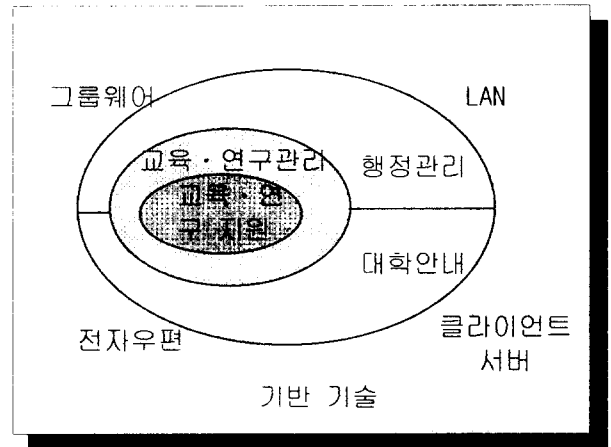 그룹웨어
LAN
교육·연구관리
행정관리
교육·연
구 지원
대학안내
전자우편
클라이언트
서버
기반 기술